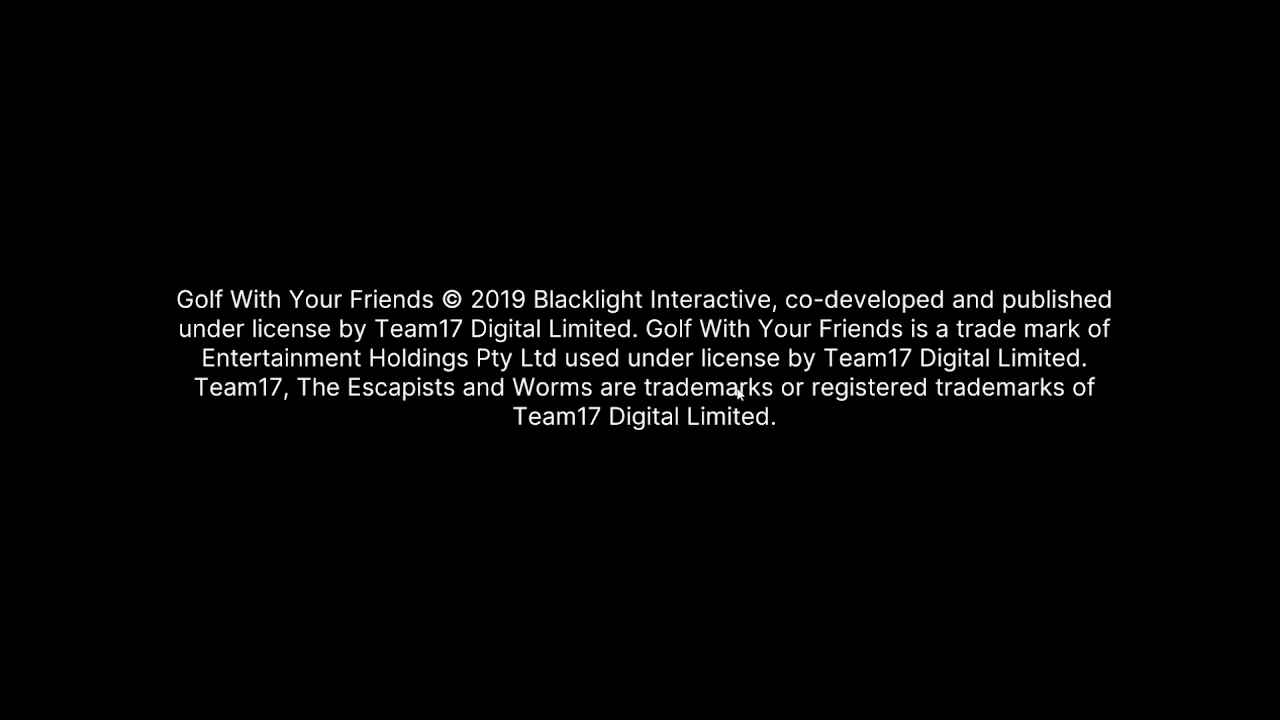 Golf With Your Friends © 2019 Blacklight Interactive, co-developed and published
under license by Team17 Digital Limited. Golf With Your Friends is a trade mark of
Entertainment Holdings Pty Ltd used under license by Team17 Digital Limited.
Team17, The Escapists and Worms are trademarks or registered trademarks of
Team17 Digital Limited.